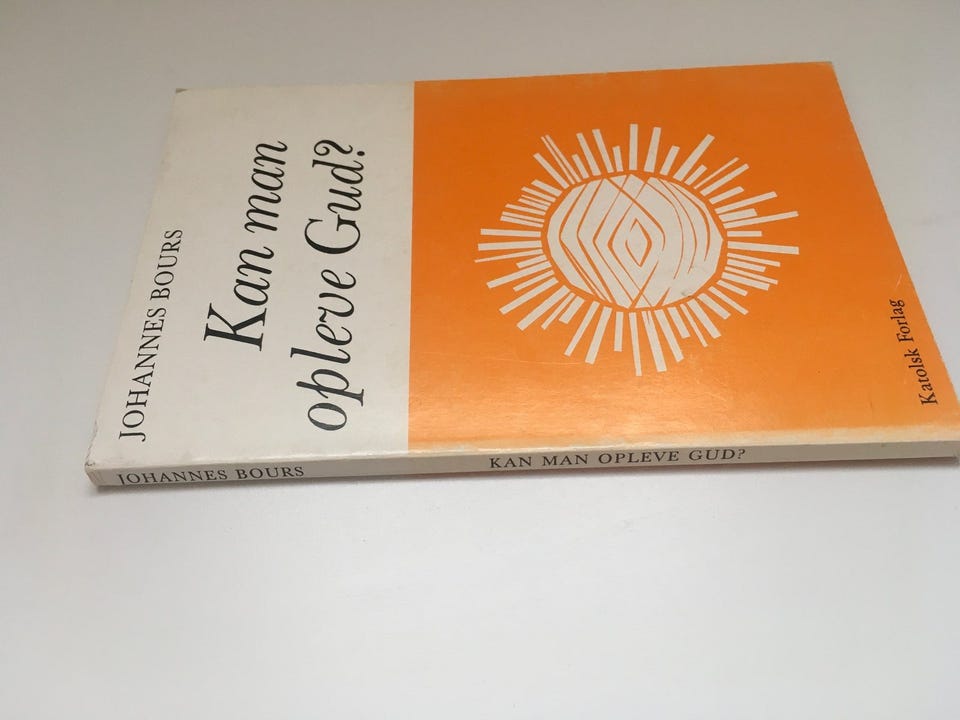 JOHANNES BOURS
Kan man
opleve Gud?
Katolsk Forlag
JOHANNES BOURS
KAN MAN OPLEVE GUD?